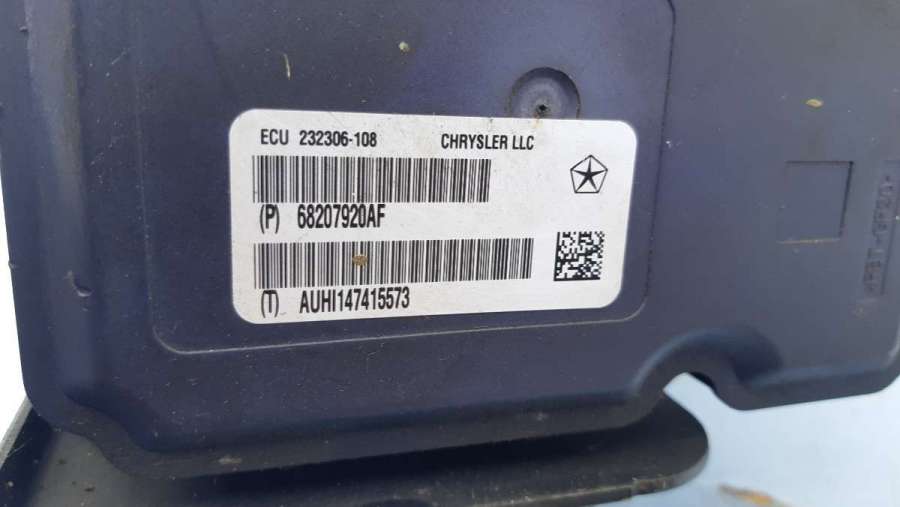 ECU 232306-108 CHRYSLER LLC
(P) 68207920AF
(T) AUHI147415573